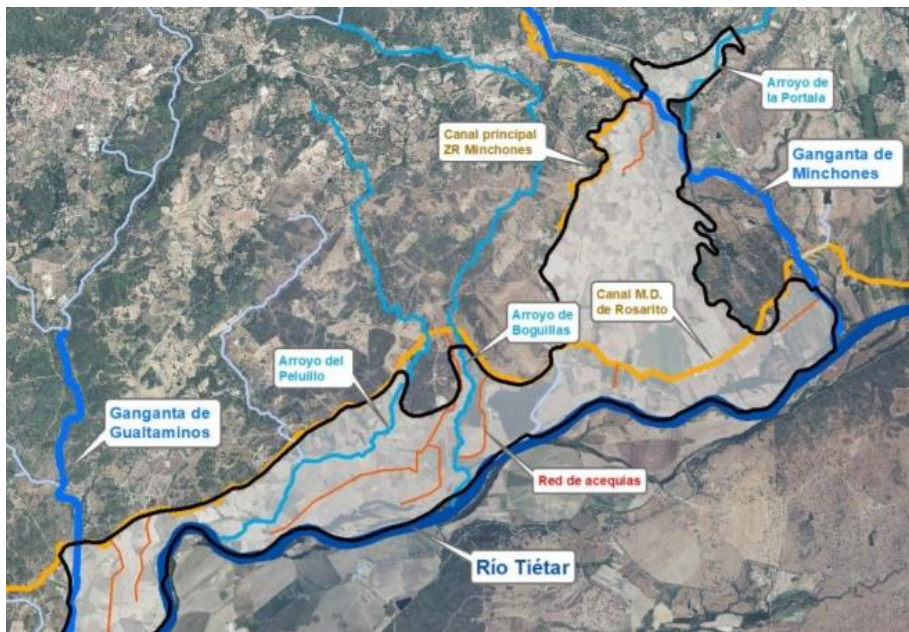 Arroyo de
la Portala
Canal principal
ZR Minchones
Ganganta de
Minchones
Canal M.D.
de Rosarito
Arroyo de
Boguillas
Arroyo del
Peluillo
Ganganta de
Gualtaminos
Red de acequias
Río Tiétar